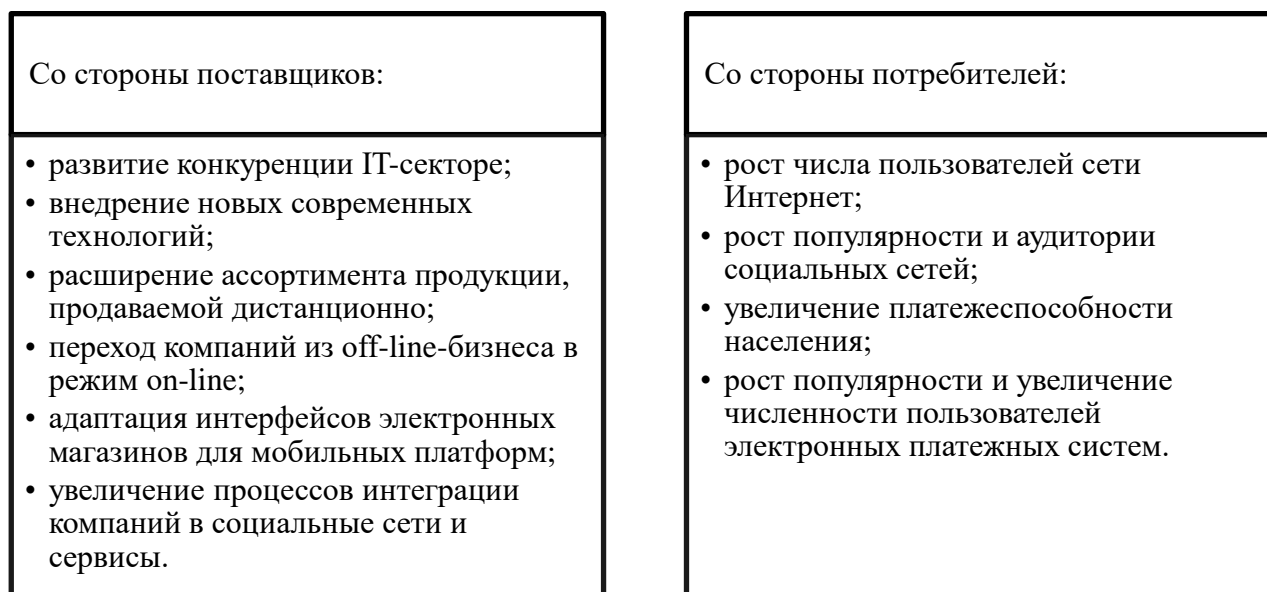 Со стороны поставщиков:
• развитие конкуренции IT-секторе;
• внедрение новых современных
технологий;
• расширение ассортимента продукции,
продаваемой дистанционно;
• переход компаний из off-line-бизнеса в
режим on-line;
• адаптация интерфейсов электронных
магазинов для мобильных платформ;
• увеличение процессов интеграции
компаний в социальные сети и
сервисы.
Со стороны потребителей:
• рост числа пользователей сети
Интернет;
• рост популярности и аудитории
социальных сетей;
• увеличение платежеспособности
населения;
• рост популярности и увеличение
численности пользователей
электронных платежных систем.